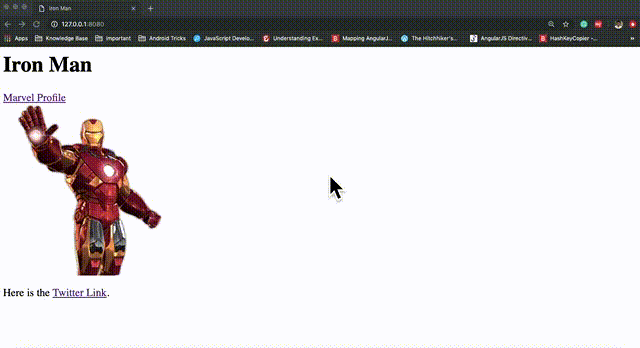 Iron Man
127.0.0.1:8080
Apps Knowledge Base important Android Tricks JavaScript Develo... Understanding Ex... Mapping AngularJ... The Hitchhiker's... AngularJS Directiv... HashKeyCopier -... »
Iron Man
Marvel Profile
Here is the Twitter Link.